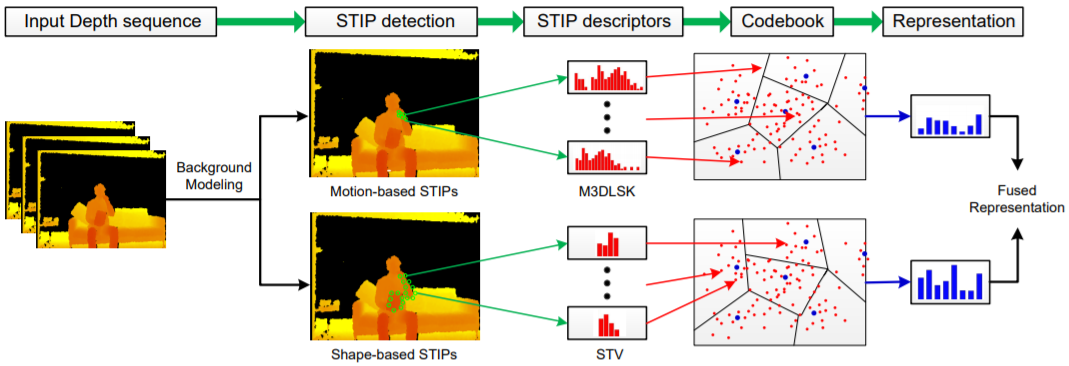 Input Depth sequence
STIP detection
STIP descriptors
Codebook
Representation
Background
Modeling
Motion-based STIPs
M3DLSK
Fused
Representation
Shape-based STIPs
STV